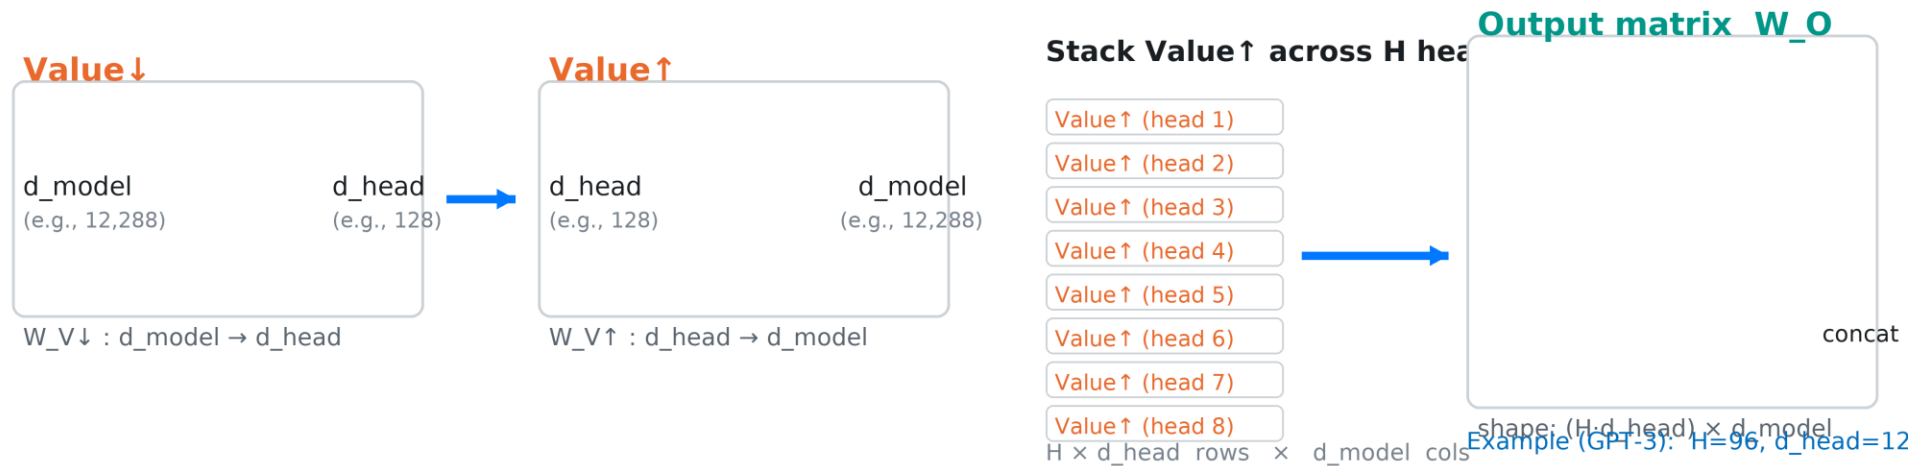 Value↓
d_model
(e.g., 12,288)
d_head
(e.g., 128)
W_V↓ : d_model → d_head
Value↑
d_head
(e.g., 128)
d_model
(e.g., 12,288)
W_V↑ : d_head → d_model
Stack Value↑ across H hea
Value↑ (head 1)
Value↑ (head 2)
Value↑ (head 3)
Value↑ (head 4)
Value↑ (head 5)
Value↑ (head 6)
Value↑ (head 7)
Value↑ (head 8)
H × d_head rows × d_model cols
Output matrix W_O
concat
shape: (H·d_head) × d_model
Example (GPT-3): H=96, d_head=12